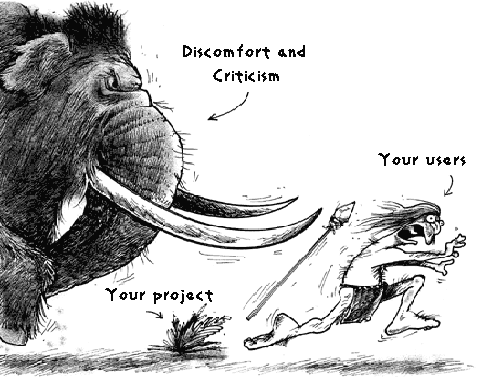 Discomfort and
Criticism
Your users
Your project